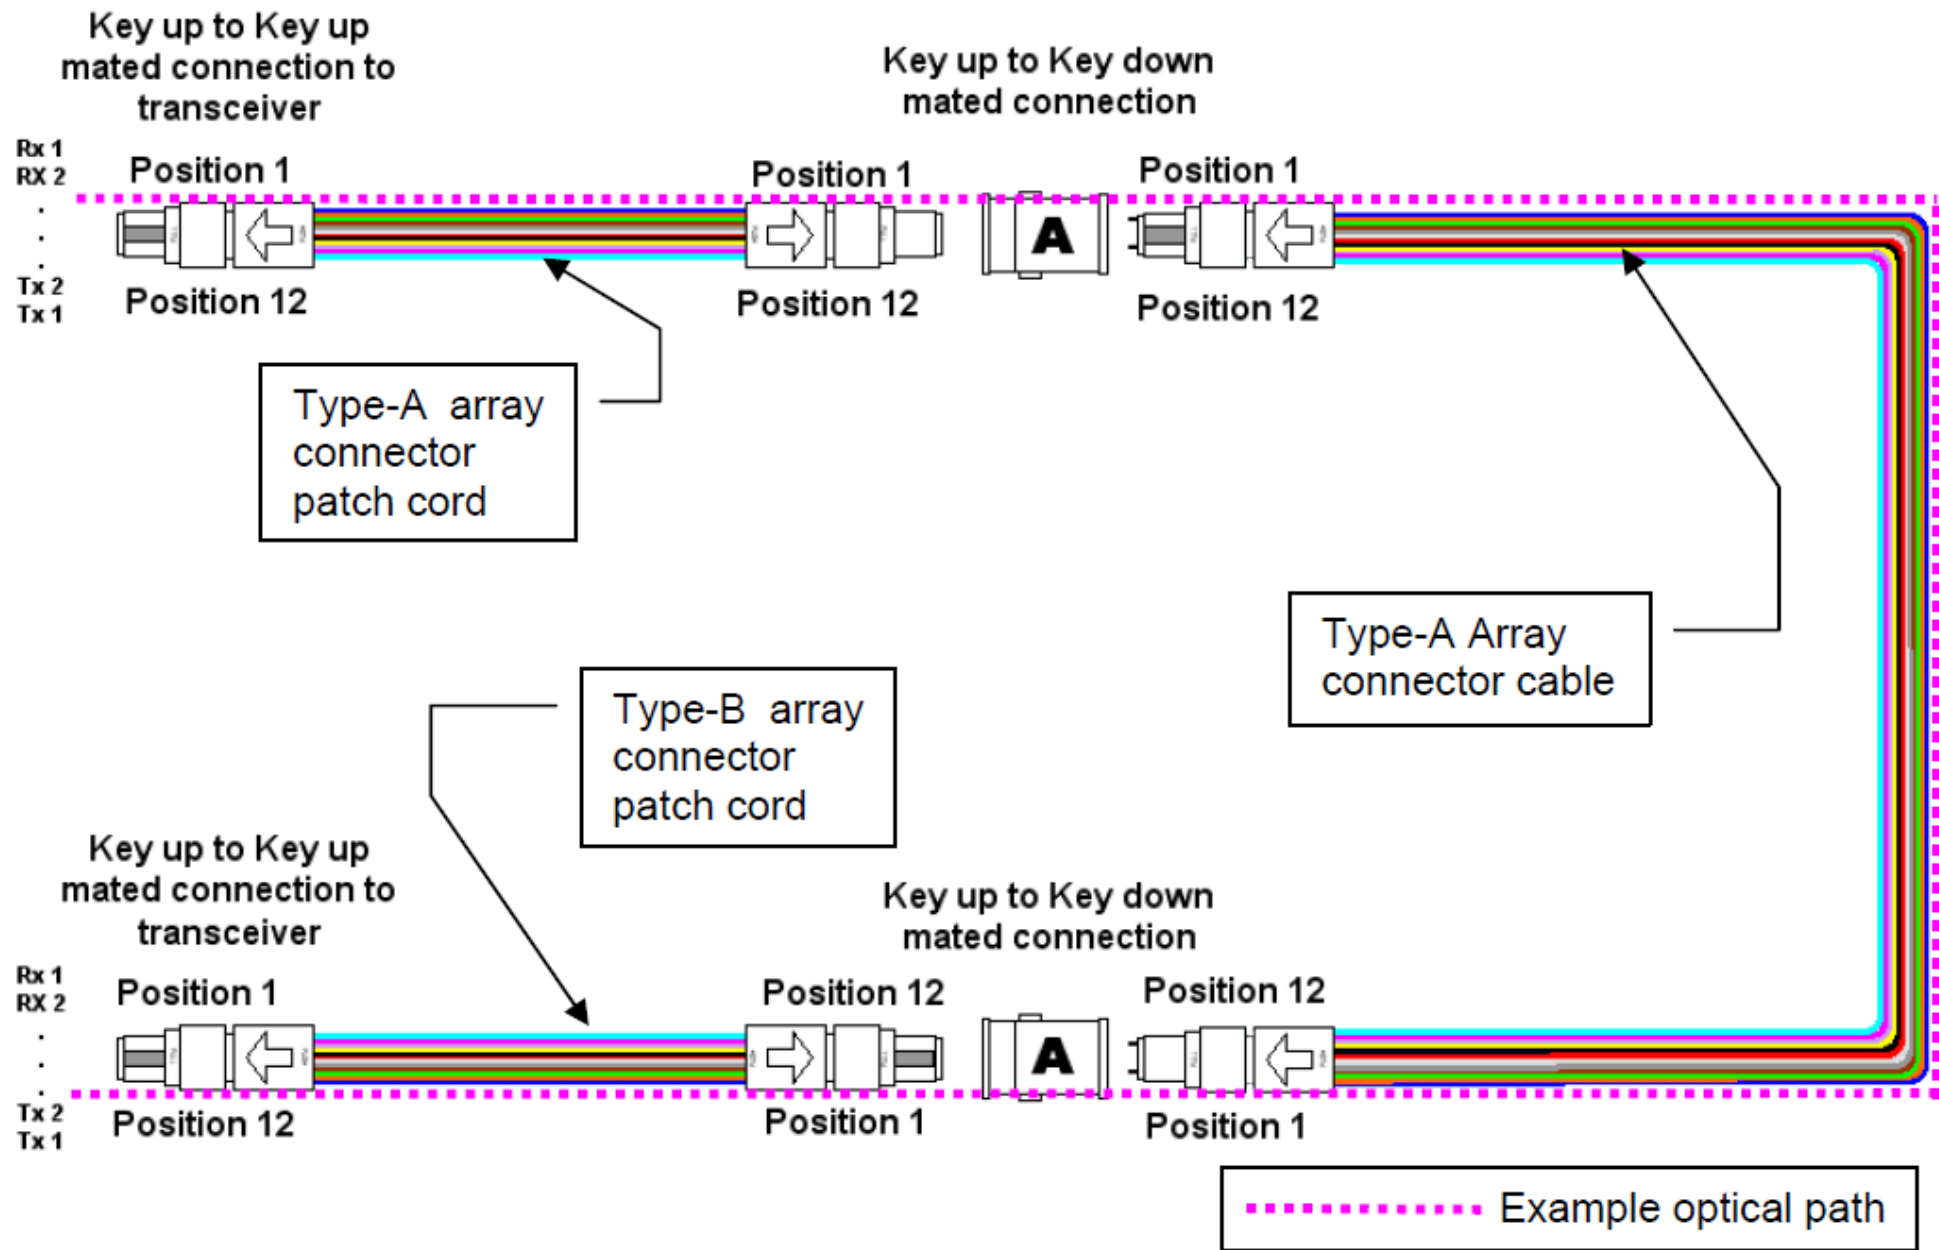 Key up to Key up
mated connection to
transceiver
Key up to Key down
mated connection
Rx 1
RX 2
.
.
.
Tx 2
Tx 1
Position 1
Position 1
Position 1
A
Position 12
Position 12
Position 12
Type-A array
connector
patch cord
Type-A Array
connector cable
Type-B array
connector
patch cord
Key up to Key up
mated connection to
transceiver
Key up to Key down
mated connection
Rx 1
RX 2
.
.
.
Tx 2
Tx 1
Position 1
Position 12
Position 12
A
Position 12
Position 1
Position 1
Example optical path